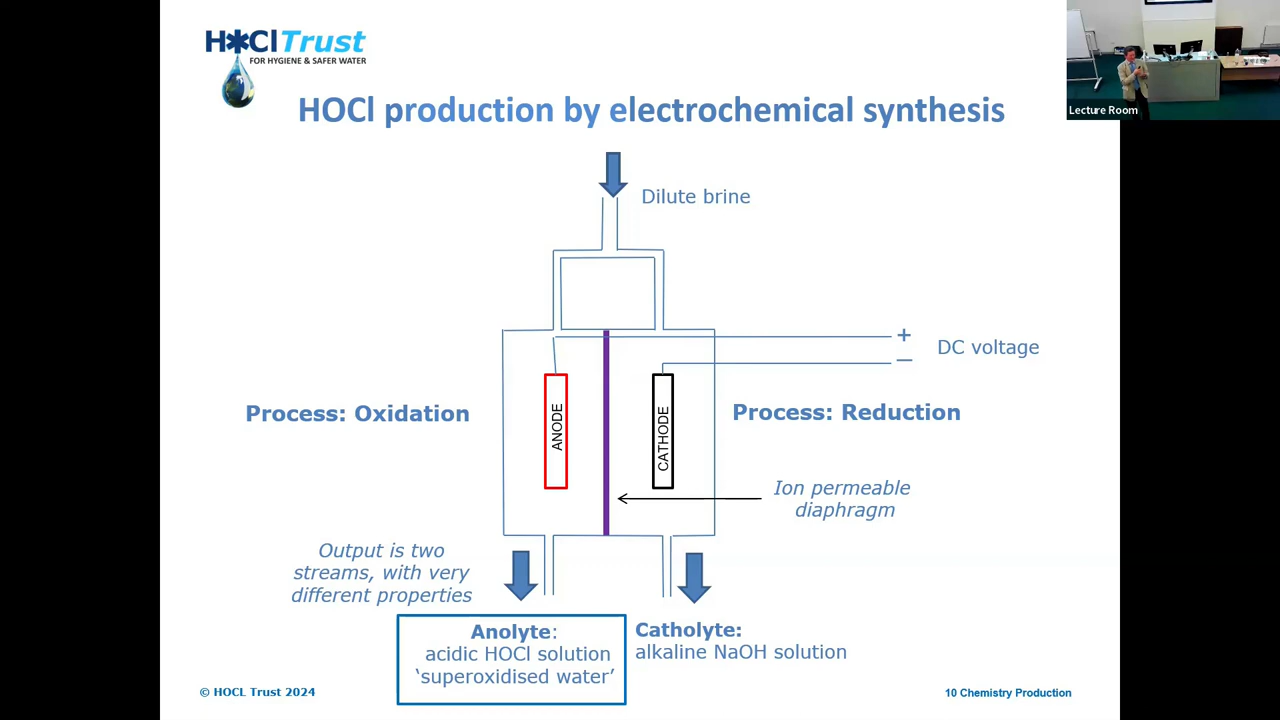 H*Cl Trust
FOR HYGIENE & SAFER WATER
Lecture Room
HOCl production by electrochemical synthesis
Dilute brine
+
DC voltage
–
Process: Oxidation
ANODE
CATHODE
Process: Reduction
Ion permeable
diaphragm
Output is two
streams, with very
different properties
Anolyte:
acidic HOCl solution
‘superoxidised water’
Catholyte:
alkaline NaOH solution
© HOCL Trust 2024
10 Chemistry Production